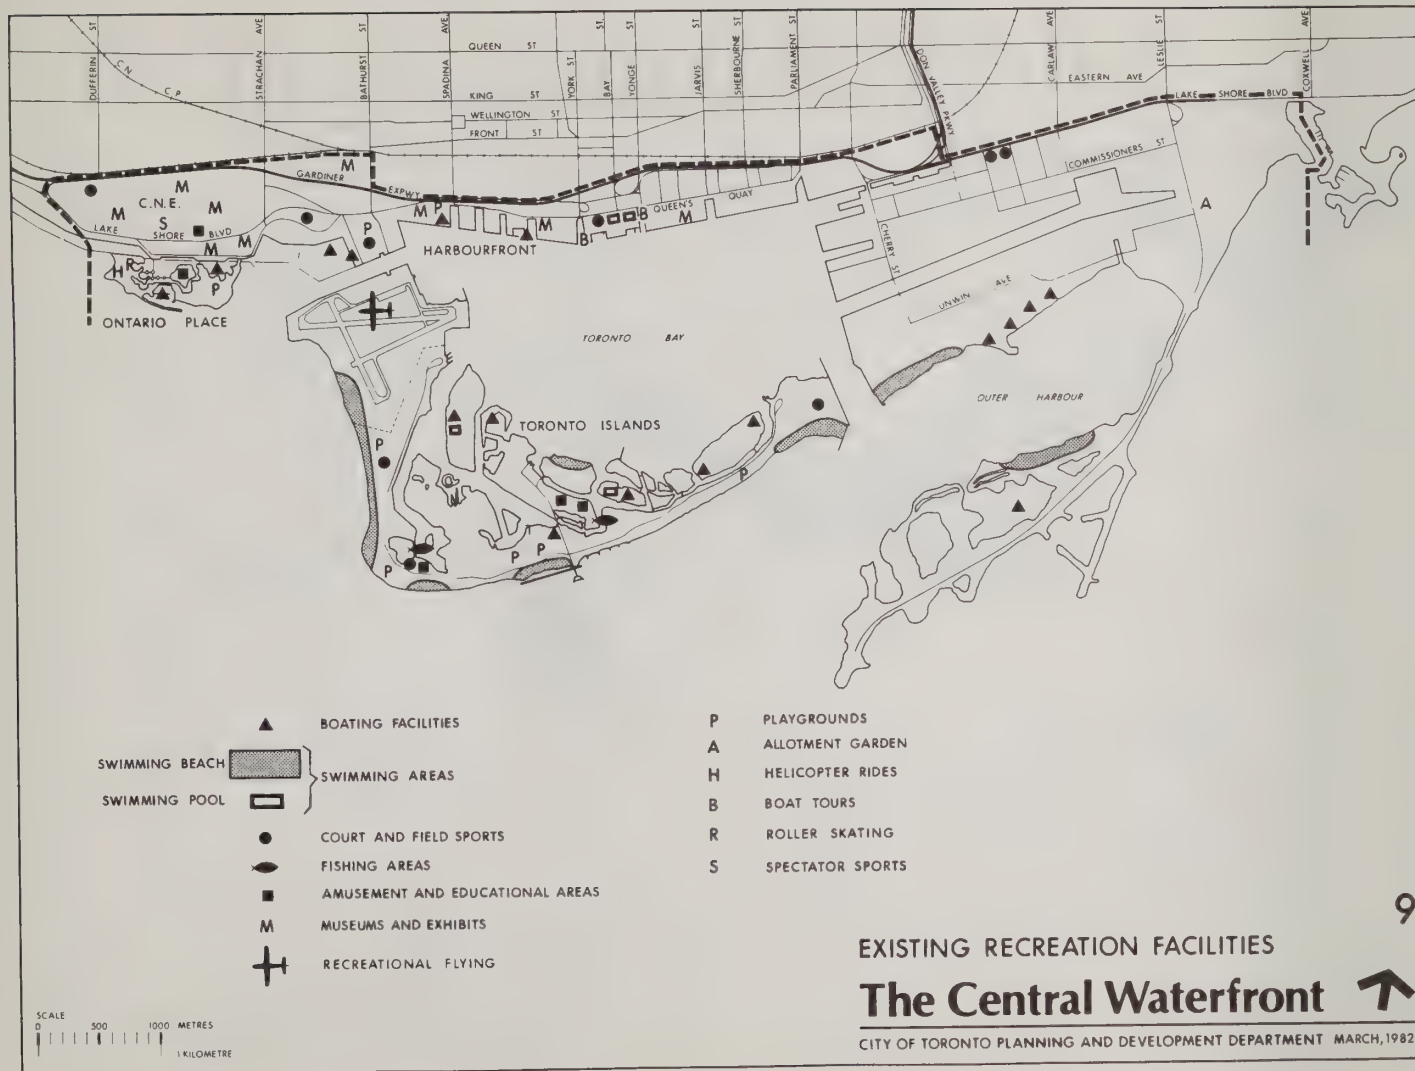 DUFFERIN ST
STRACHAN AVE
BATHURST ST
SPADINA AVE
YORK ST
BAY ST
YONGE ST
JARVIS ST
SHERBOURNE ST
PARLIAMENT ST
DON VALLEY PKWY
CARLAW AVE
LESLIE ST
COXWELL AVE
C N
C P
QUEEN ST
KING ST
WELLINGTON ST
FRONT ST
EASTERN AVE
LAKE SHORE BLVD
COMMISSIONERS ST
GARDINER EXPWY
QUEEN'S QUAY
C.N.E.
LAKE SHORE BLVD
M
M
M
M
M
M
M
M
M
M
S
P
P
B
B
A
HARBOURFRONT
CHERRY ST
UNWIN AVE
H
R
P
ONTARIO PLACE
TORONTO BAY
OUTER HARBOUR
TORONTO ISLANDS
P
P
M
P
P
P
BOATING FACILITIES
SWIMMING BEACH
SWIMMING AREAS
SWIMMING POOL
COURT AND FIELD SPORTS
FISHING AREAS
AMUSEMENT AND EDUCATIONAL AREAS
M MUSEUMS AND EXHIBITS
RECREATIONAL FLYING
P PLAYGROUNDS
A ALLOTMENT GARDEN
H HELICOPTER RIDES
B BOAT TOURS
R ROLLER SKATING
S SPECTATOR SPORTS
9
EXISTING RECREATION FACILITIES
The Central Waterfront
CITY OF TORONTO PLANNING AND DEVELOPMENT DEPARTMENT MARCH, 1982
SCALE
0 500 1000 METRES
1 KILOMETRE